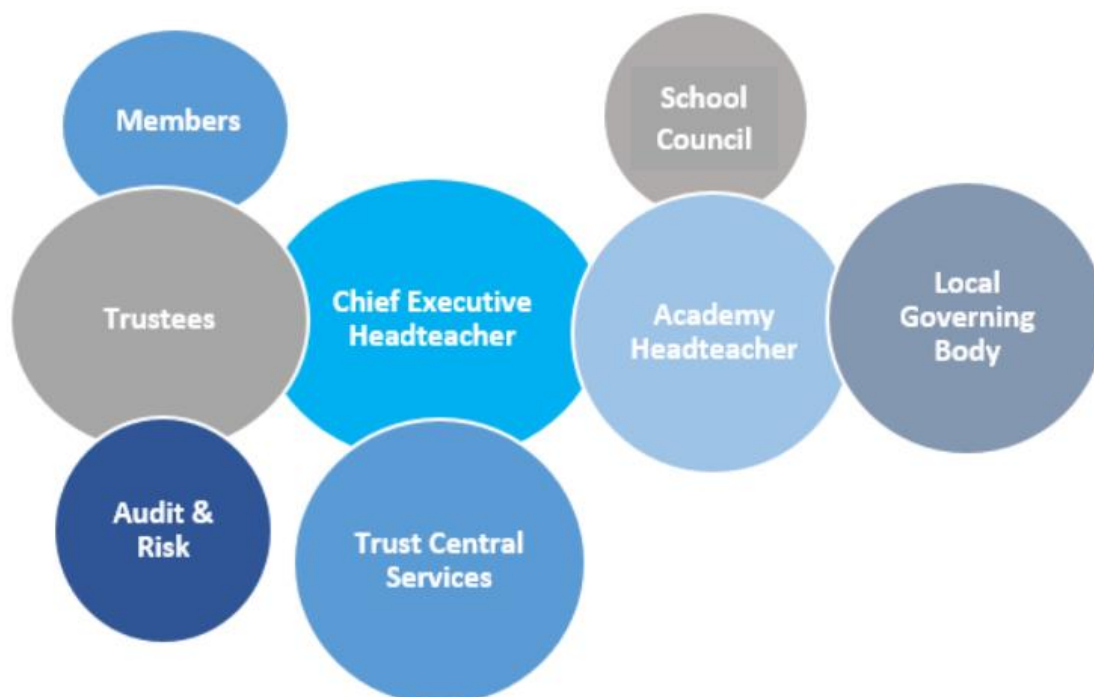 Members
School
Council
Trustees
Chief Executive
Headteacher
Academy
Headteacher
Local
Governing
Body
Audit &
Risk
Trust Central
Services